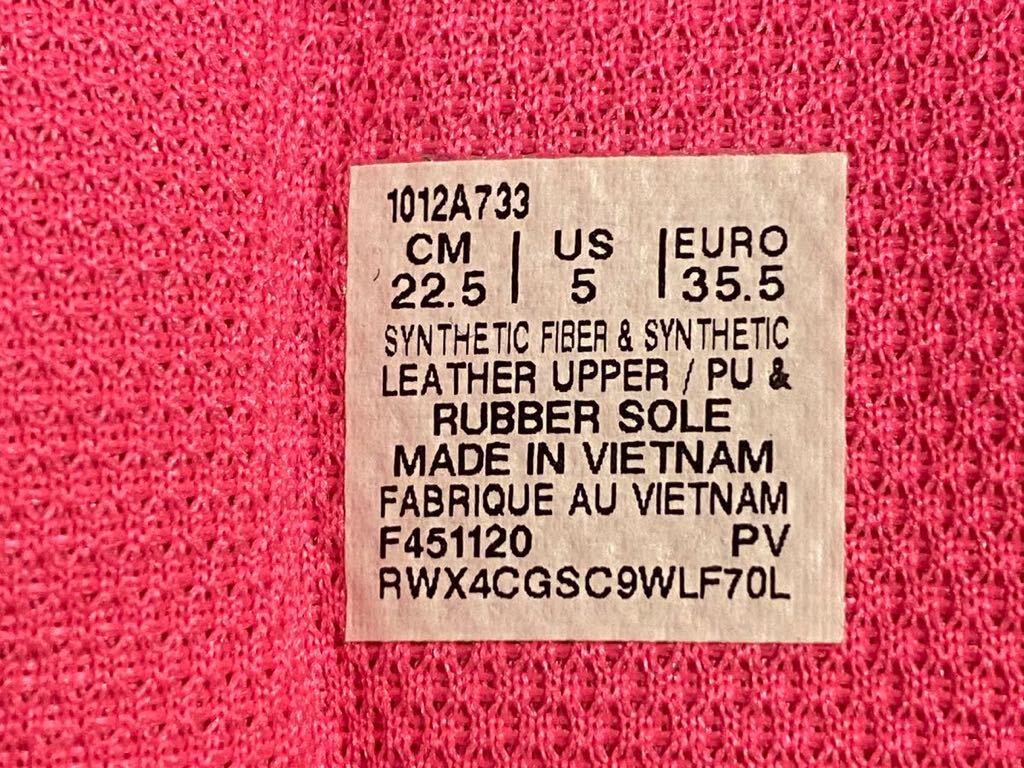 1012A733
CM | US | EURO
22.5 | 5 | 35.5
SYNTHETIC FIBER & SYNTHETIC
LEATHER UPPER / PU &
RUBBER SOLE
MADE IN VIETNAM
FABRIQUE AU VIETNAM
F451120 PV
RWX4CGSC9WLF70L